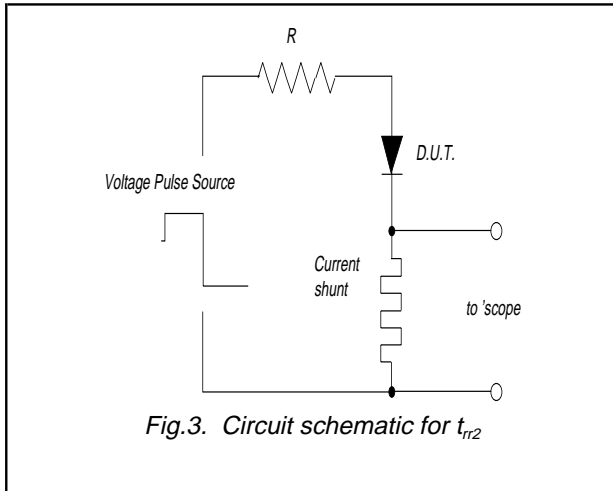 R
D.U.T.
Voltage Pulse Source
Current
shunt
to 'scope
Fig.3. Circuit schematic for trr2